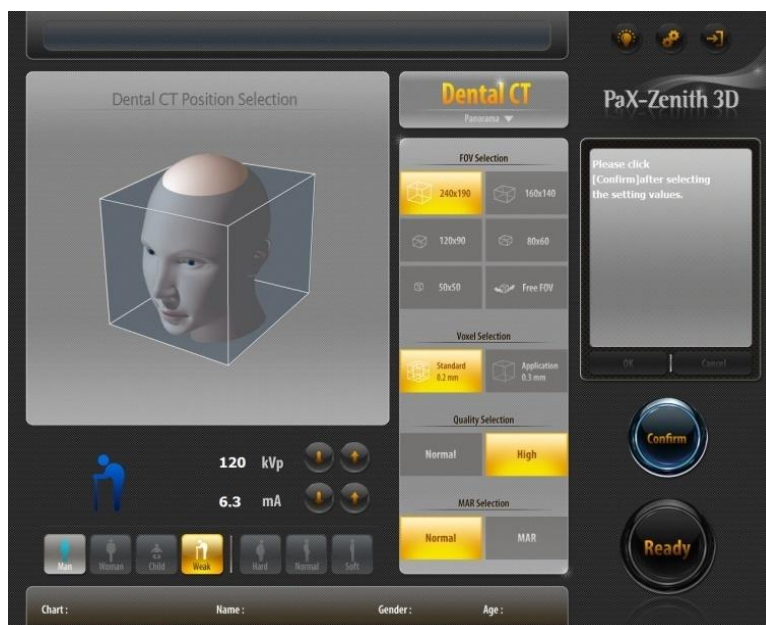 Dental CT Position Selection
Dental CT
Panorama
PaX-Zenith 3D
FOV Selection
240x190
160x140
120x90
80x60
50x50
Free FOV
Please click
[Confirm]after selecting
the setting values.
OK
Cancel
Voxel Selection
Standard
0.2 mm
Application
0.3 mm
Quality Selection
Normal
High
Confirm
120 kVp
6.3 mA
MAR Selection
Normal
MAR
Ready
Man
Woman
Child
Weak
Hard
Normal
Soft
Chart :
Name :
Gender :
Age :